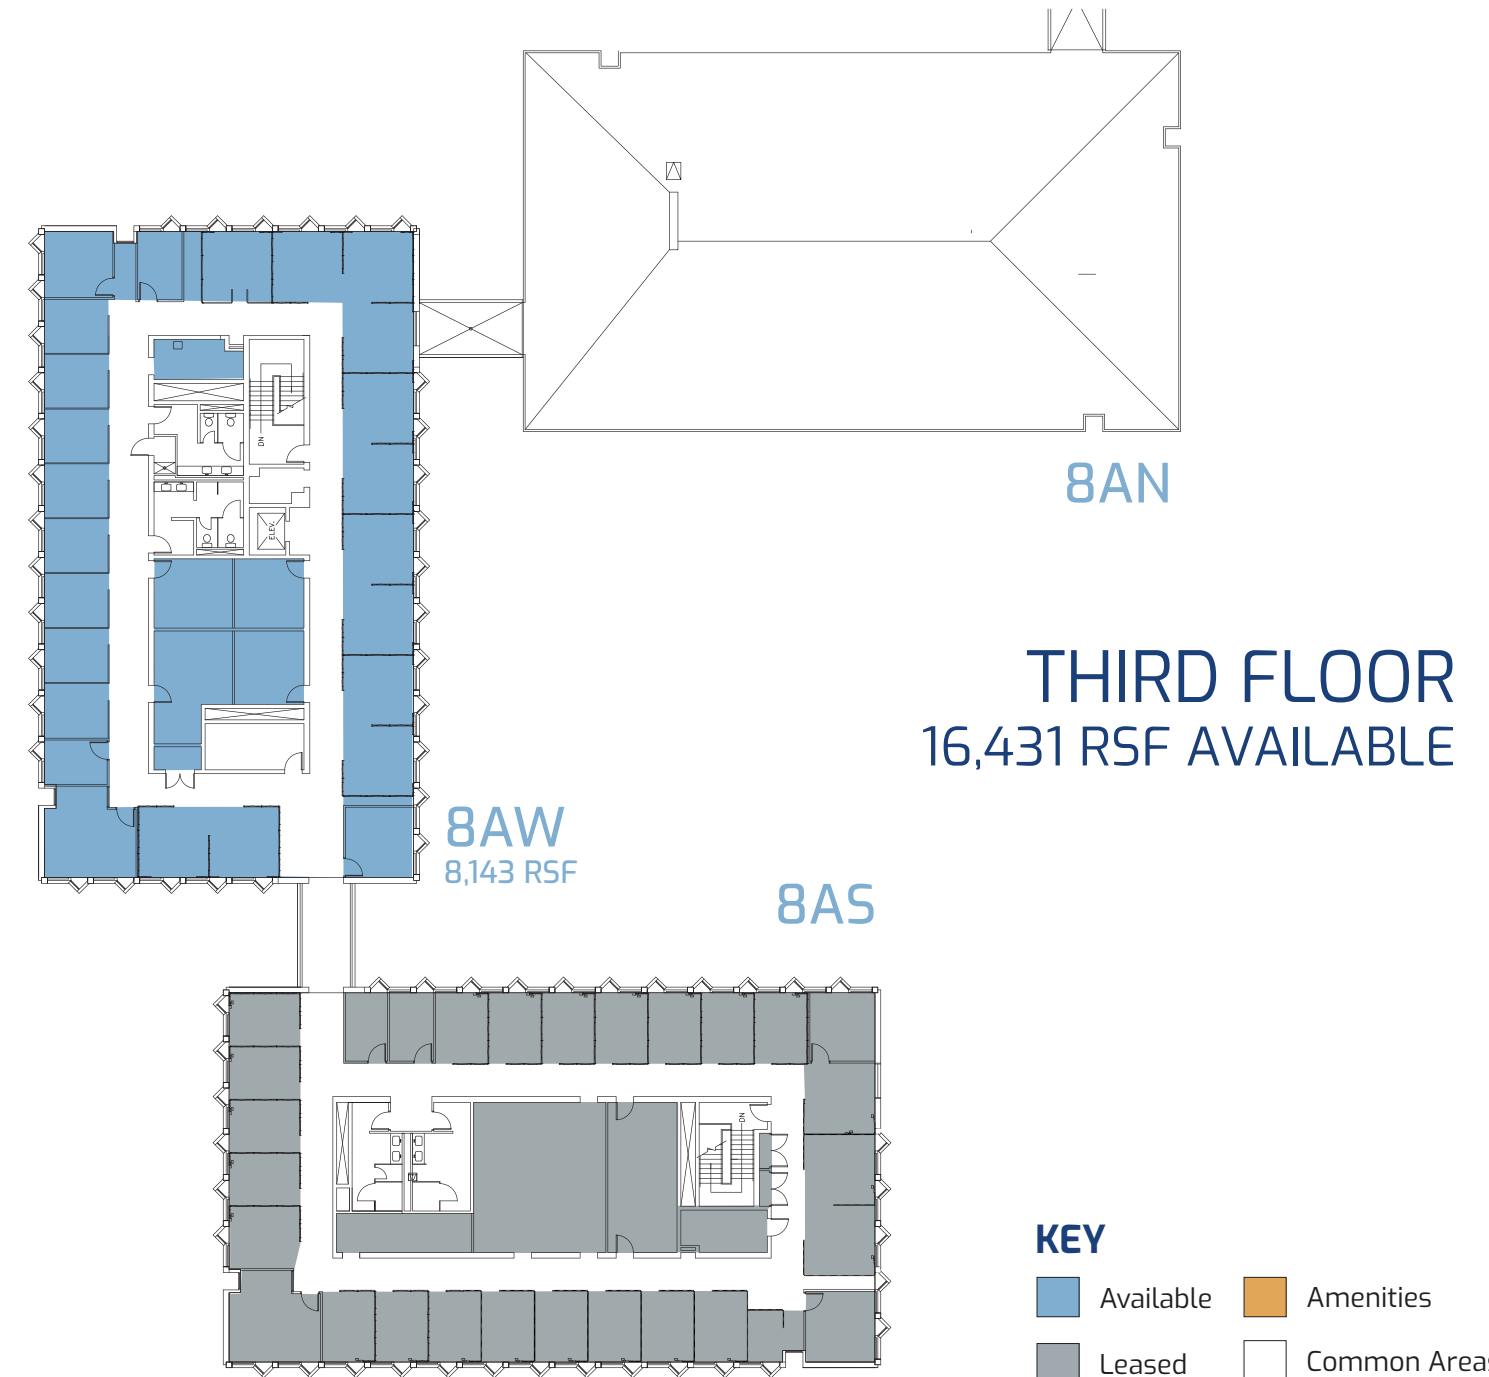 DN
ELEV.
8AN
THIRD FLOOR
16,431 RSF AVAILABLE
8AW
8,143 RSF
8AS
DN
KEY
Available
Amenities
Leased
Common Areas